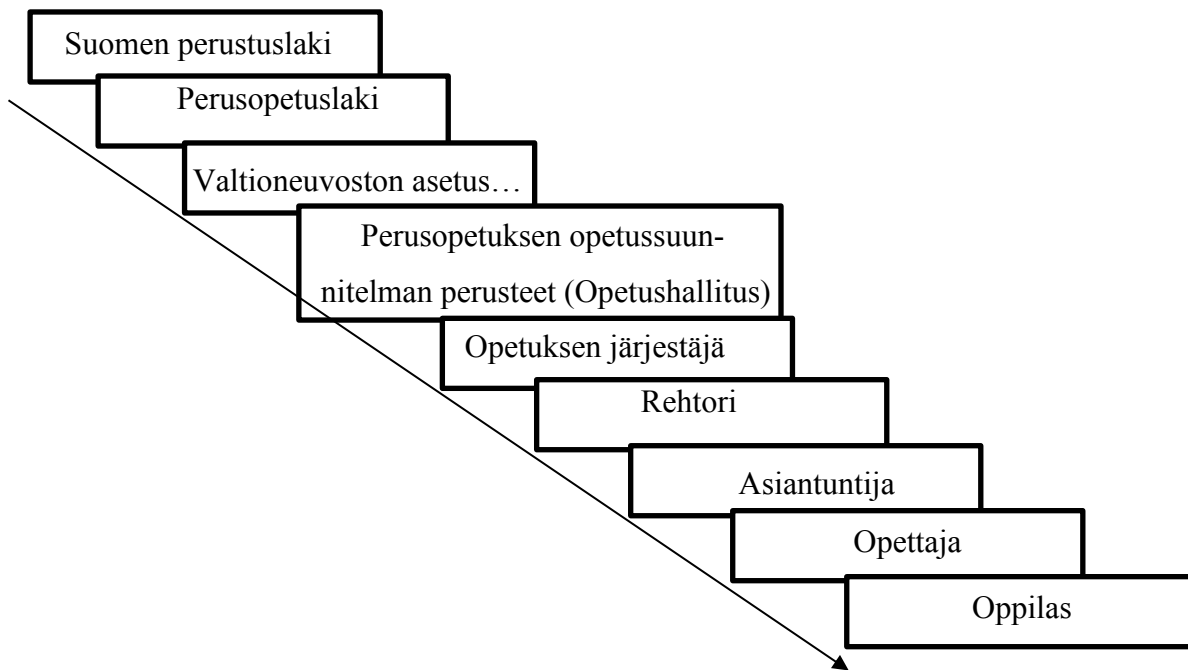 Suomen perustuslaki
Perusopetuslaki
Valtioneuvoston asetus…
Perusopetuksen opetussuun-
nitelman perusteet (Opetushallitus)
Opetuksen järjestäjä
Rehtori
Asiantuntija
Opettaja
Oppilas